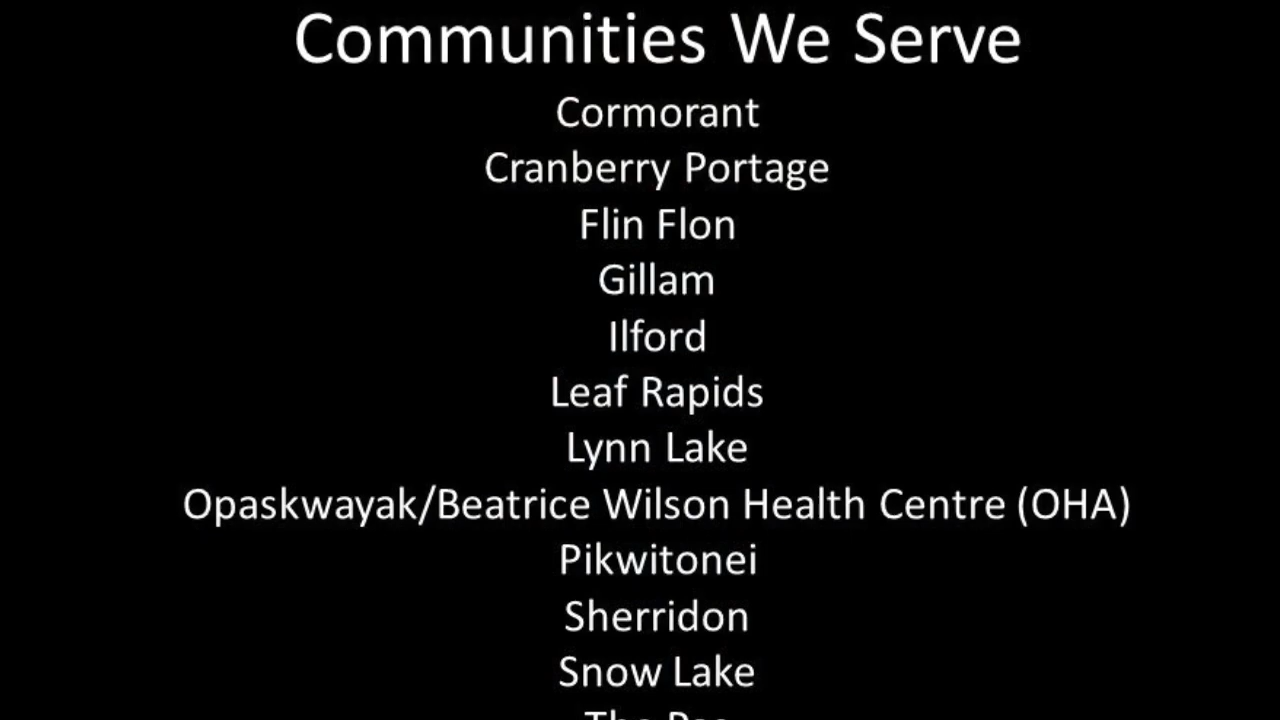 Communities We Serve
Cormorant
Cranberry Portage
Flin Flon
Gillam
Ilford
Leaf Rapids
Lynn Lake
Opaskwayak/Beatrice Wilson Health Centre (OHA)
Pikwitonei
Sherridon
Snow Lake
The